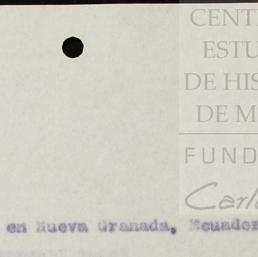 CENT
ESTU
DE HIS
DE M
FUND
Carl
en Nueva Granada, Ecuador